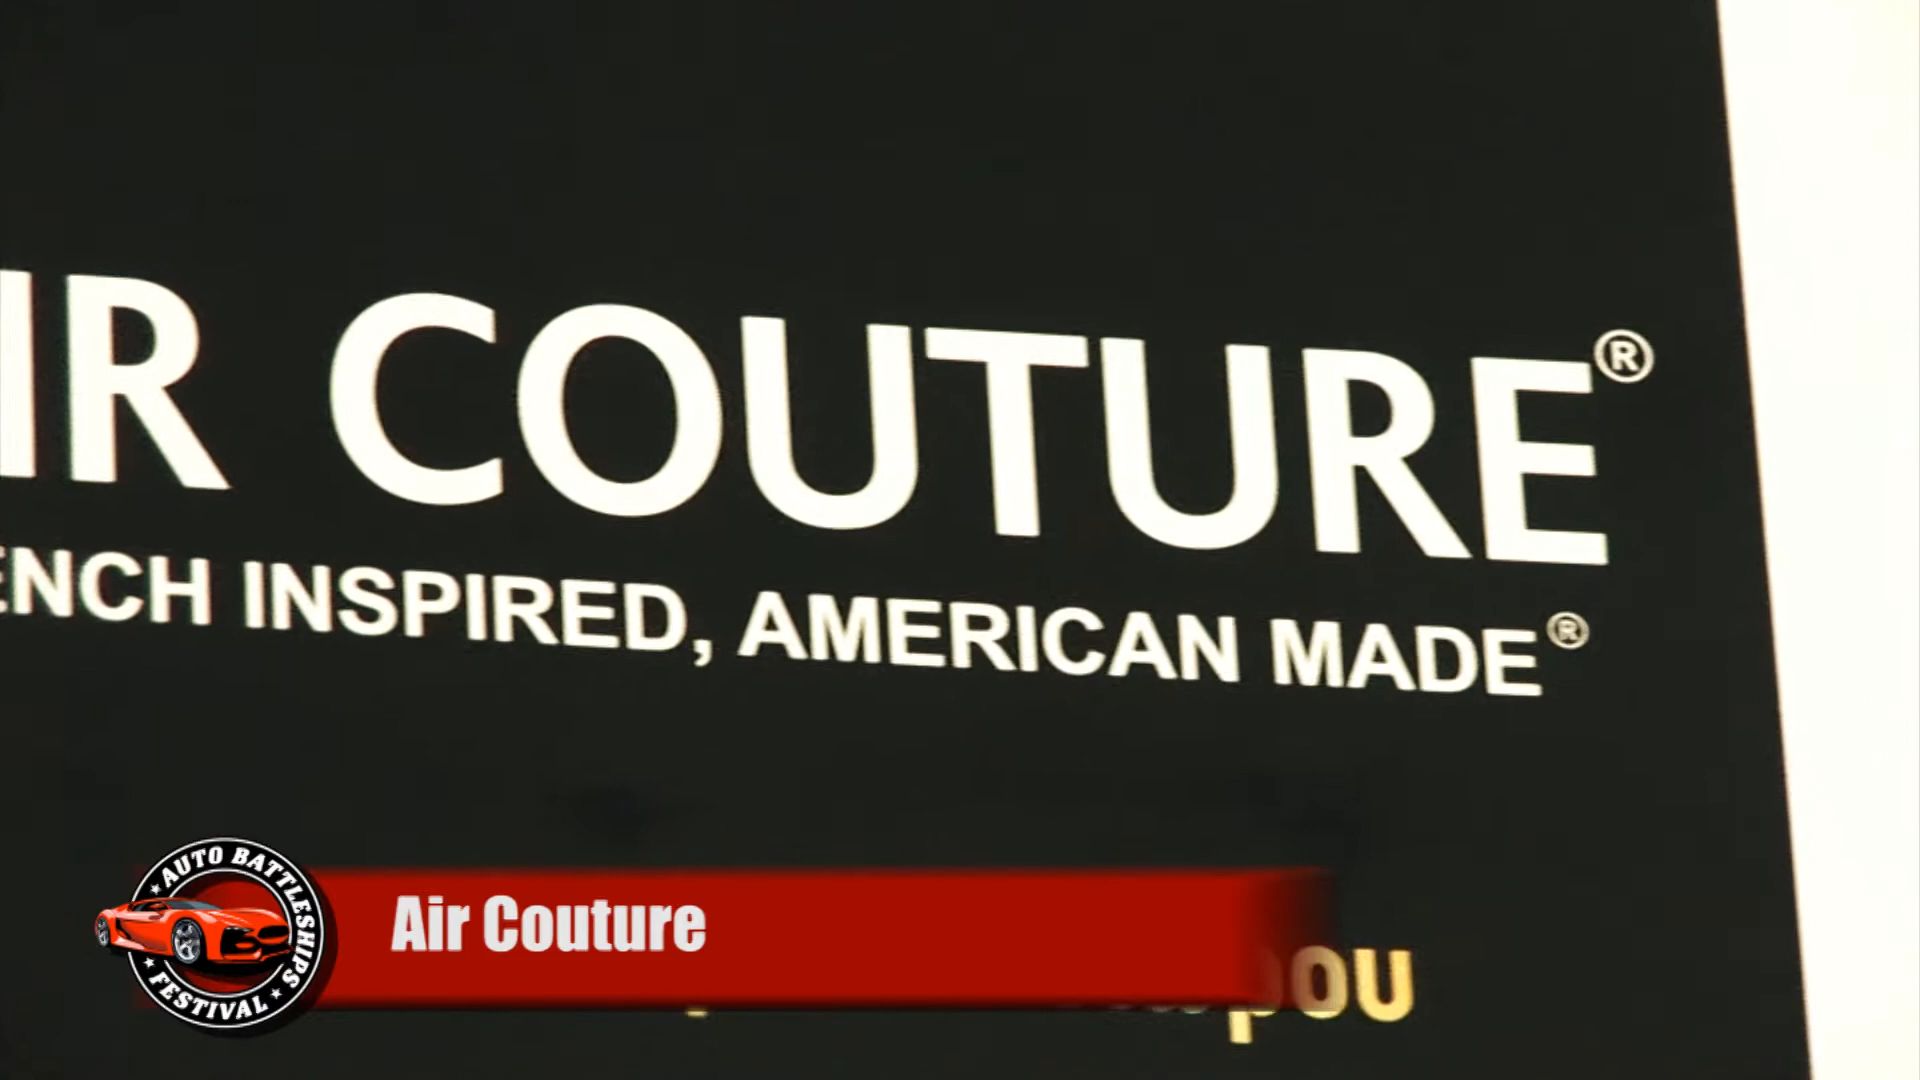 IR COUTURE®
ENCH INSPIRED, AMERICAN MADE®
AUTO BATTLESHIPS
FESTIVAL
Air Couture